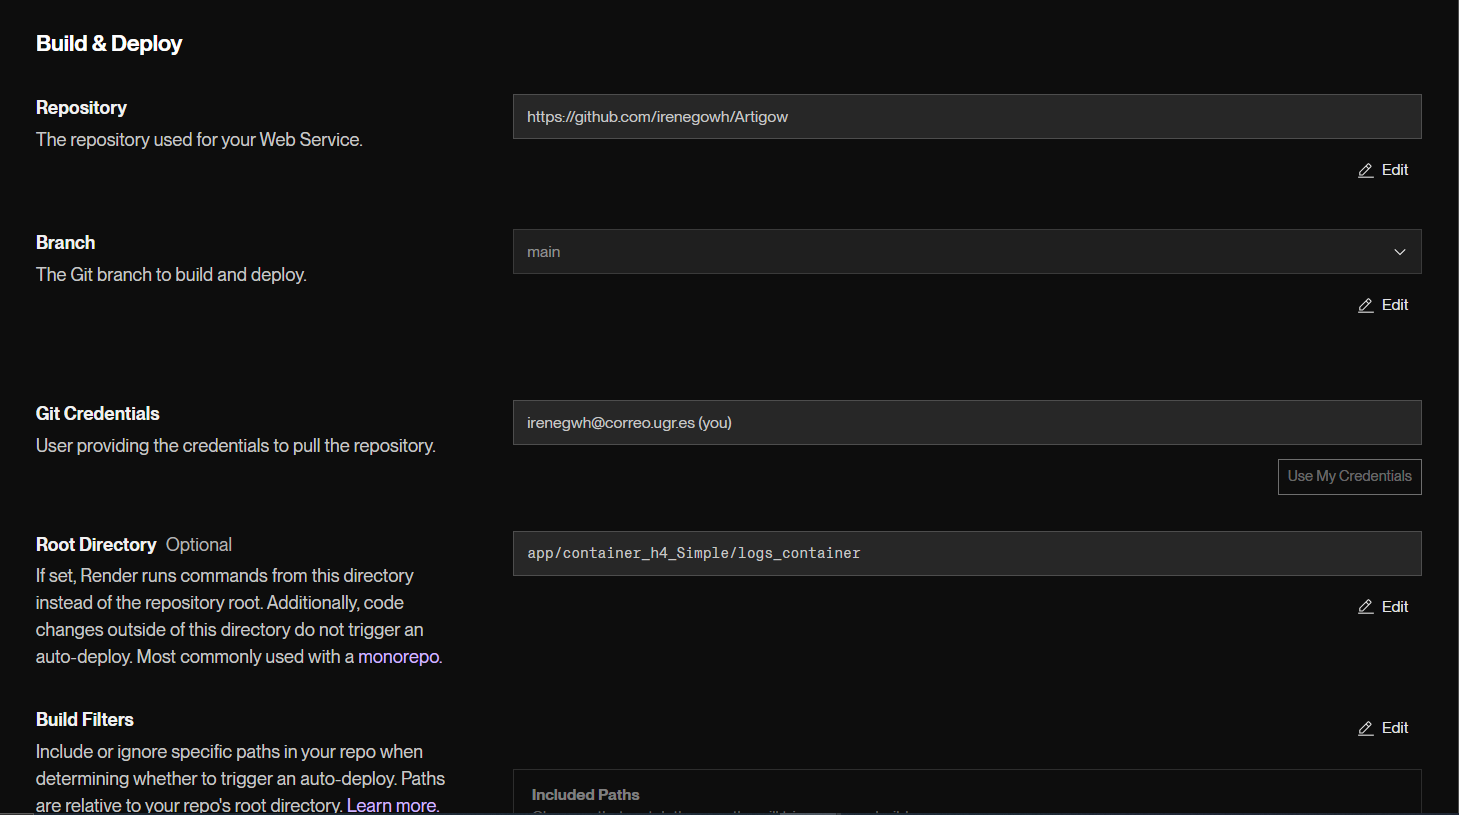 Build & Deploy
Repository
The repository used for your Web Service.
https://github.com/irenegowh/Artigow
Edit
Branch
The Git branch to build and deploy.
main
Edit
Git Credentials
User providing the credentials to pull the repository.
irenegwh@correo.ugr.es (you)
Use My Credentials
Root Directory Optional
If set, Render runs commands from this directory
instead of the repository root. Additionally, code
changes outside of this directory do not trigger an
auto-deploy. Most commonly used with a monorepo.
app/container_h4_Simple/logs_container
Edit
Build Filters
Include or ignore specific paths in your repo when
determining whether to trigger an auto-deploy. Paths
are relative to your repo's root directory. Learn more.
Edit
Included Paths